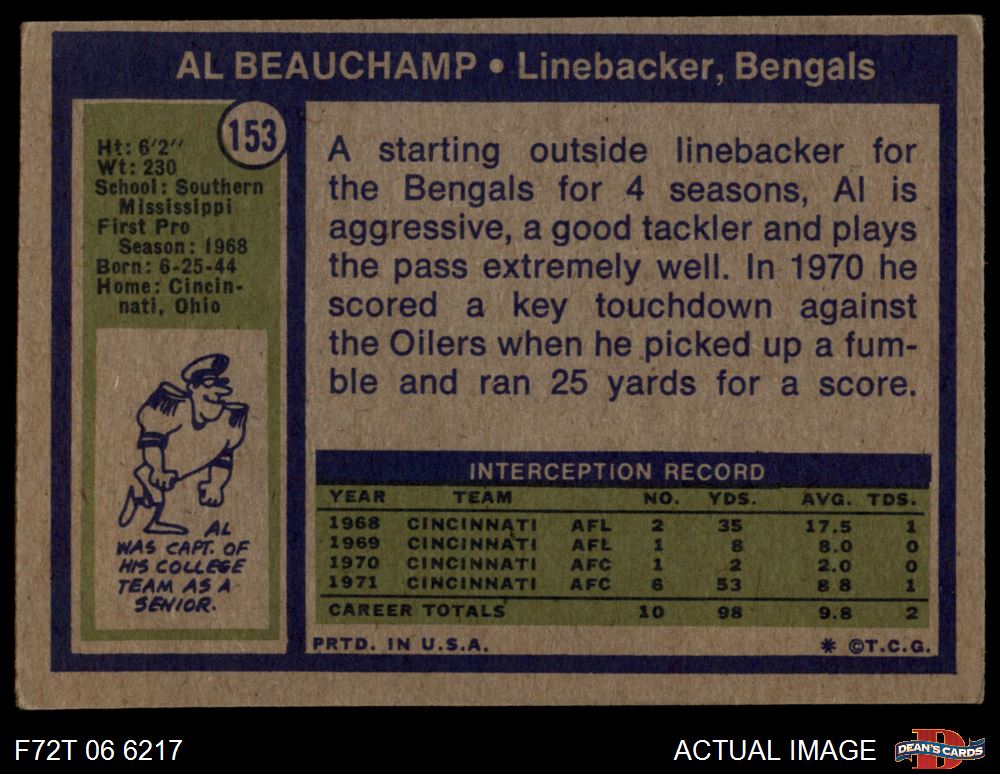 AL BEAUCHAMP • Linebacker, Bengals
153
Ht: 6'2"
Wt: 230
School: Southern
Mississippi
First Pro
Season: 1968
Born: 6-25-44
Home: Cincin-
nati, Ohio
AL
WAS CAPT. OF
HIS COLLEGE
TEAM AS A
SENIOR.
A starting outside linebacker for
the Bengals for 4 seasons, Al is
aggressive, a good tackler and plays
the pass extremely well. In 1970 he
scored a key touchdown against
the Oilers when he picked up a fum-
ble and ran 25 yards for a score.
INTERCEPTION RECORD
YEAR TEAM NO. YDS. AVG. TDS.
1968 CINCINNATI AFL 2 35 17.5 1
1969 CINCINNATI AFL 1 8 8.0 0
1970 CINCINNATI AFC 1 2 2.0 0
1971 CINCINNATI AFC 6 53 8.8 1
CAREER TOTALS 10 98 9.8 2
PRTD. IN U.S.A. * ©T.C.G.
F72T 06 6217 ACTUAL IMAGE
D
DEAN'S CARDS